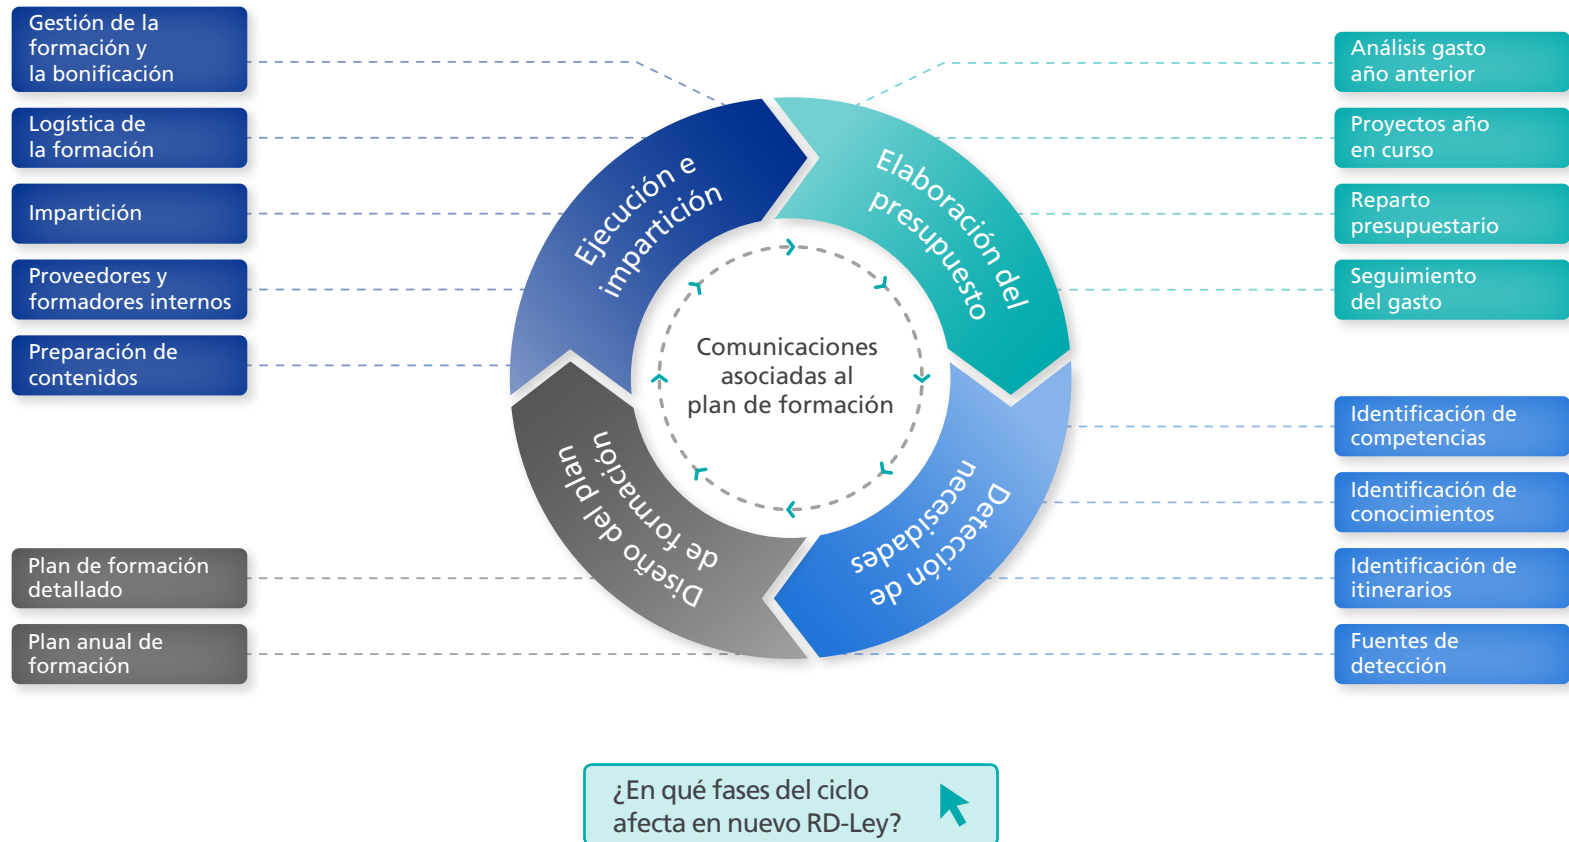 Gestión de la
formación y
la bonificación
Logística de
la formación
Impartición
Proveedores y
formadores internos
Preparación de
contenidos
Plan de formación
detallado
Plan anual de
formación
Ejecución e
impartición
Elaboración del
presupuesto
Comunicaciones
asociadas al
plan de formación
Diseño del plan
de formación
Detección de
necesidades
Análisis gasto
año anterior
Proyectos año
en curso
Reparto
presupuestario
Seguimiento
del gasto
Identificación de
competencias
Identificación de
conocimientos
Identificación de
itinerarios
Fuentes de
detección
¿En qué fases del ciclo
afecta en nuevo RD-Ley?